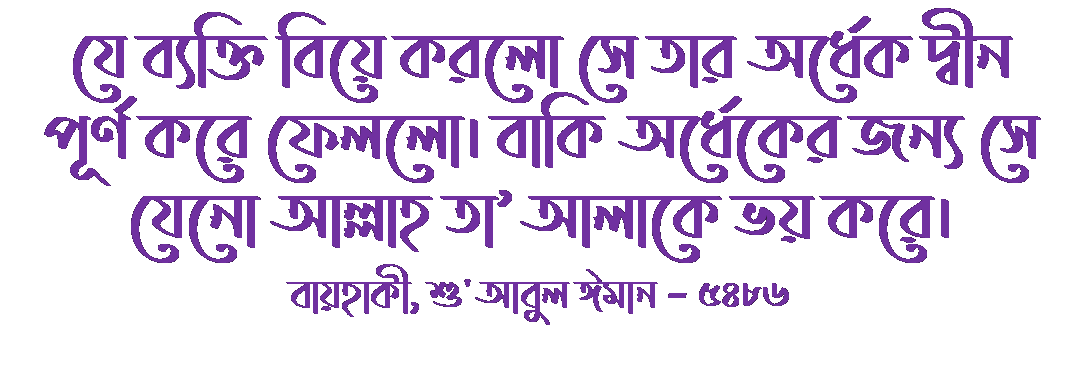 যে ব্যক্তি বিয়ে করলো সে তার অর্ধেক দ্বীন
পূর্ণ করে ফেললো। বাকি অর্ধেকের জন্য সে
যেনো আল্লাহ তা’ আলাকে ভয় করে।
বায়হাকী, শু' আবুল ঈমান – ৫৪৮৬